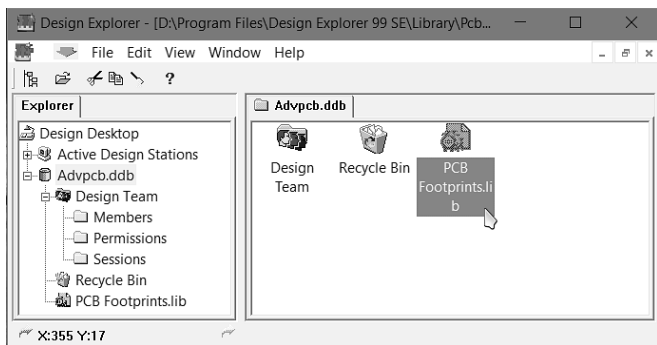 Design Explorer - [D:\Program Files\Design Explorer 99 SE\Library\Pcb...
File Edit View Window Help
?
Explorer
Design Desktop
Active Design Stations
Advpcb.ddb
Design Team
Members
Permissions
Sessions
Recycle Bin
PCB Footprints.lib
Advpcb.ddb
Design
Team
Recycle Bin
PCB
Footprints.li
b
X:355 Y:17